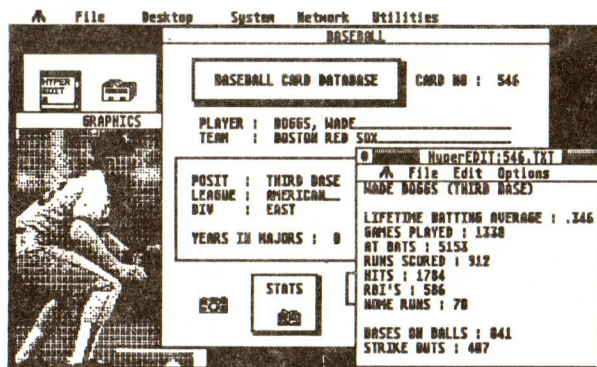 File Desktop System Network Utilities
BASEBALL
HYPER EDIT
BASEBALL CARD DATABASE CARD NO : 546
GRAPHICS
PLAYER : BOGGS, WADE
TEAM : BOSTON RED SOX
POSIT : THIRD BASE
LEAGUE : AMERICAN
DIV : EAST
YEARS IN MAJORS :
STATS
HyperEDIT:546.TXT
File Edit Options
WADE BOGGS (THIRD BASE)
LIFETIME BATTING AVERAGE : .346
GAMES PLAYED : 1338
AT BATS : 5153
RUNS SCORED : 912
HITS : 1784
RBI'S : 586
HOME RUNS :
BASES ON BALLS : 841
STRIKE OUTS : 407